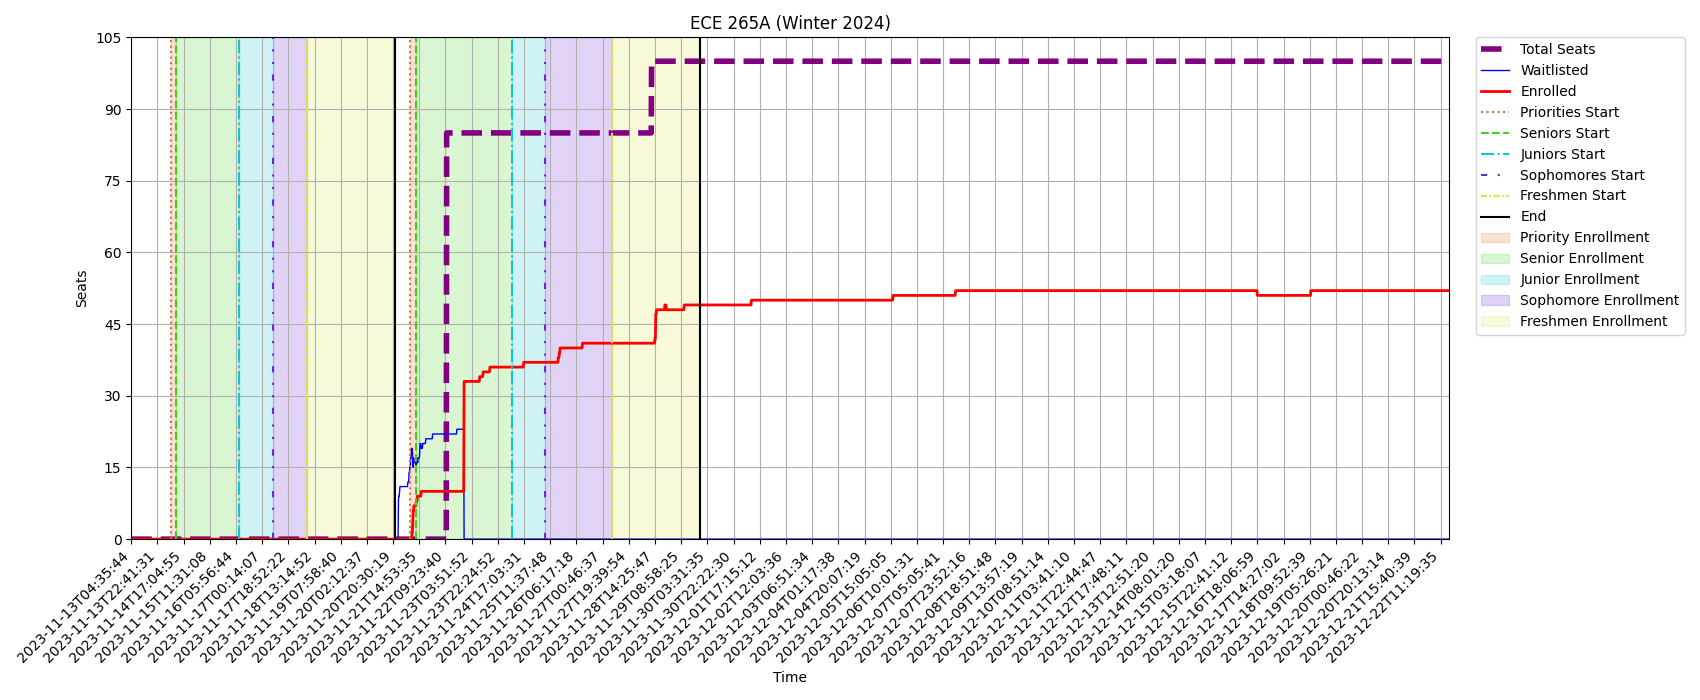 ECE 265A (Winter 2024)
105
90
75
60
45
30
15
0
Seats
2023-11-13T04:35:44
2023-11-13T22:41:31
2023-11-14T17:04:55
2023-11-15T11:31:08
2023-11-16T05:56:44
2023-11-17T00:14:07
2023-11-17T18:52:22
2023-11-18T13:14:52
2023-11-19T07:58:40
2023-11-20T02:12:37
2023-11-20T20:30:19
2023-11-21T14:53:35
2023-11-22T09:23:40
2023-11-23T03:51:52
2023-11-23T22:24:52
2023-11-24T17:03:31
2023-11-25T11:37:48
2023-11-26T06:17:18
2023-11-27T00:46:37
2023-11-27T19:39:54
2023-11-28T14:25:47
2023-11-29T08:58:25
2023-11-30T03:31:35
2023-11-30T22:22:30
2023-12-01T17:15:12
2023-12-02T12:03:36
2023-12-03T06:51:34
2023-12-04T01:17:38
2023-12-04T20:07:19
2023-12-05T15:05:05
2023-12-06T10:01:31
2023-12-07T05:05:41
2023-12-07T23:52:16
2023-12-08T18:51:48
2023-12-09T13:57:19
2023-12-10T08:51:14
2023-12-11T03:41:10
2023-12-11T22:44:47
2023-12-12T17:48:11
2023-12-13T12:51:20
2023-12-14T08:01:20
2023-12-15T03:18:07
2023-12-15T22:41:12
2023-12-16T18:06:59
2023-12-17T14:27:02
2023-12-18T09:52:39
2023-12-19T05:26:21
2023-12-20T00:46:22
2023-12-20T20:13:14
2023-12-21T15:40:39
2023-12-22T11:19:35
Time
Total Seats
Waitlisted
Enrolled
Priorities Start
Seniors Start
Juniors Start
Sophomores Start
Freshmen Start
End
Priority Enrollment
Senior Enrollment
Junior Enrollment
Sophomore Enrollment
Freshmen Enrollment